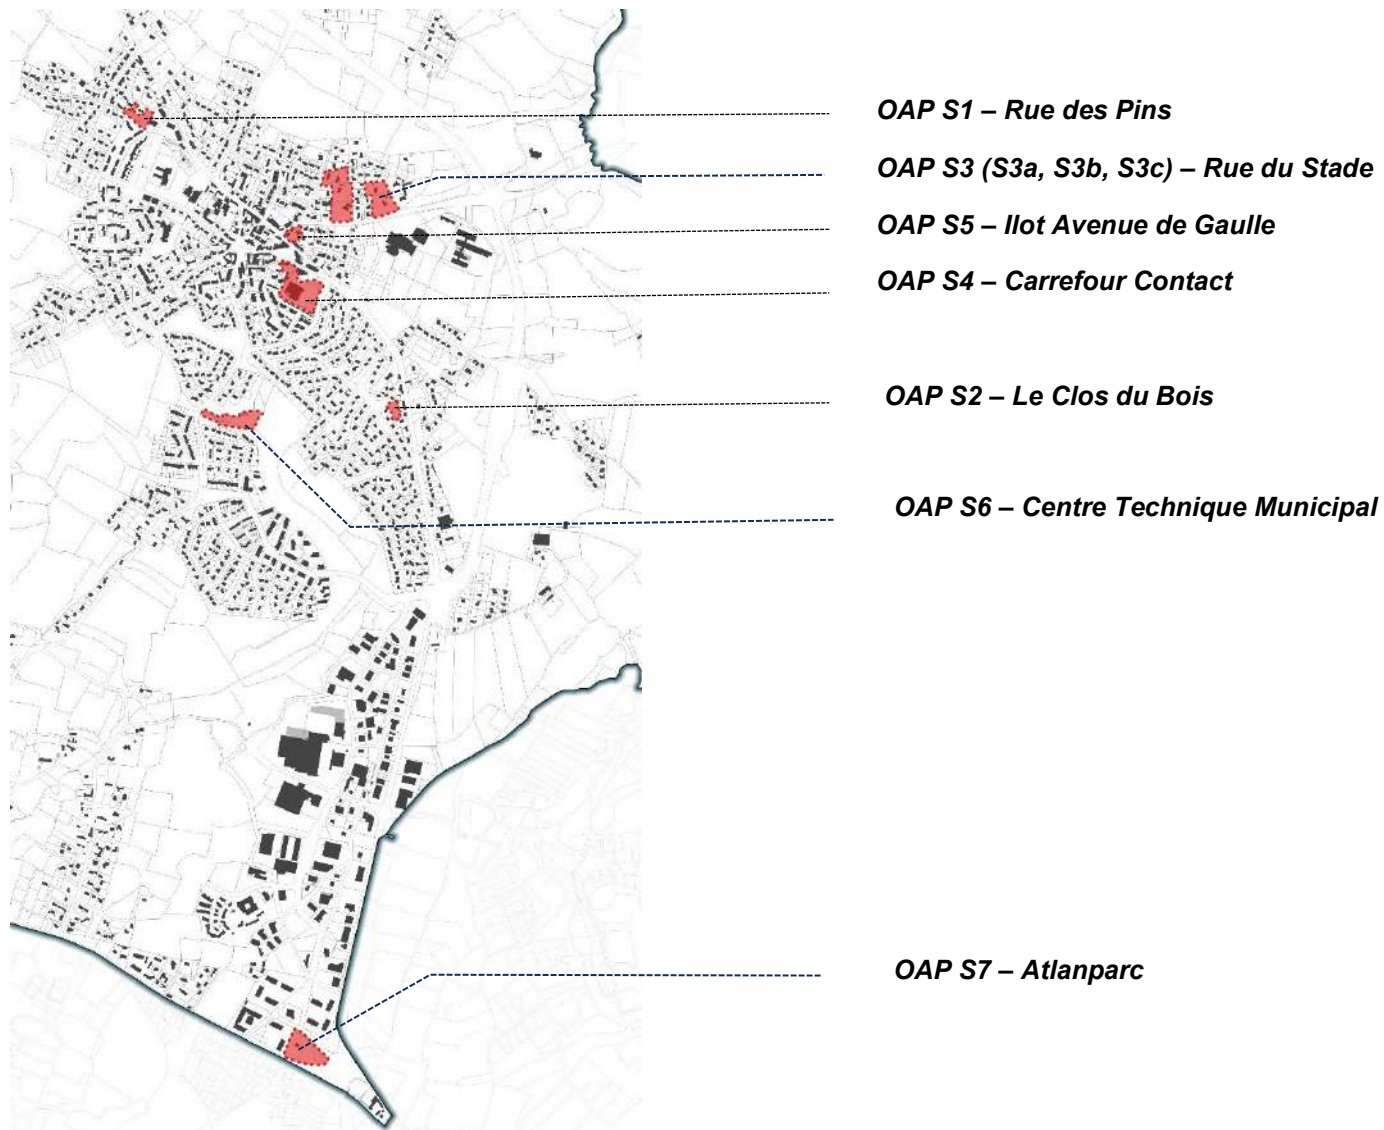 OAP S1 – Rue des Pins
OAP S3 (S3a, S3b, S3c) – Rue du Stade
OAP S5 – Ilot Avenue de Gaulle
OAP S4 – Carrefour Contact
OAP S2 – Le Clos du Bois
OAP S6 – Centre Technique Municipal
OAP S7 – Atlanparc